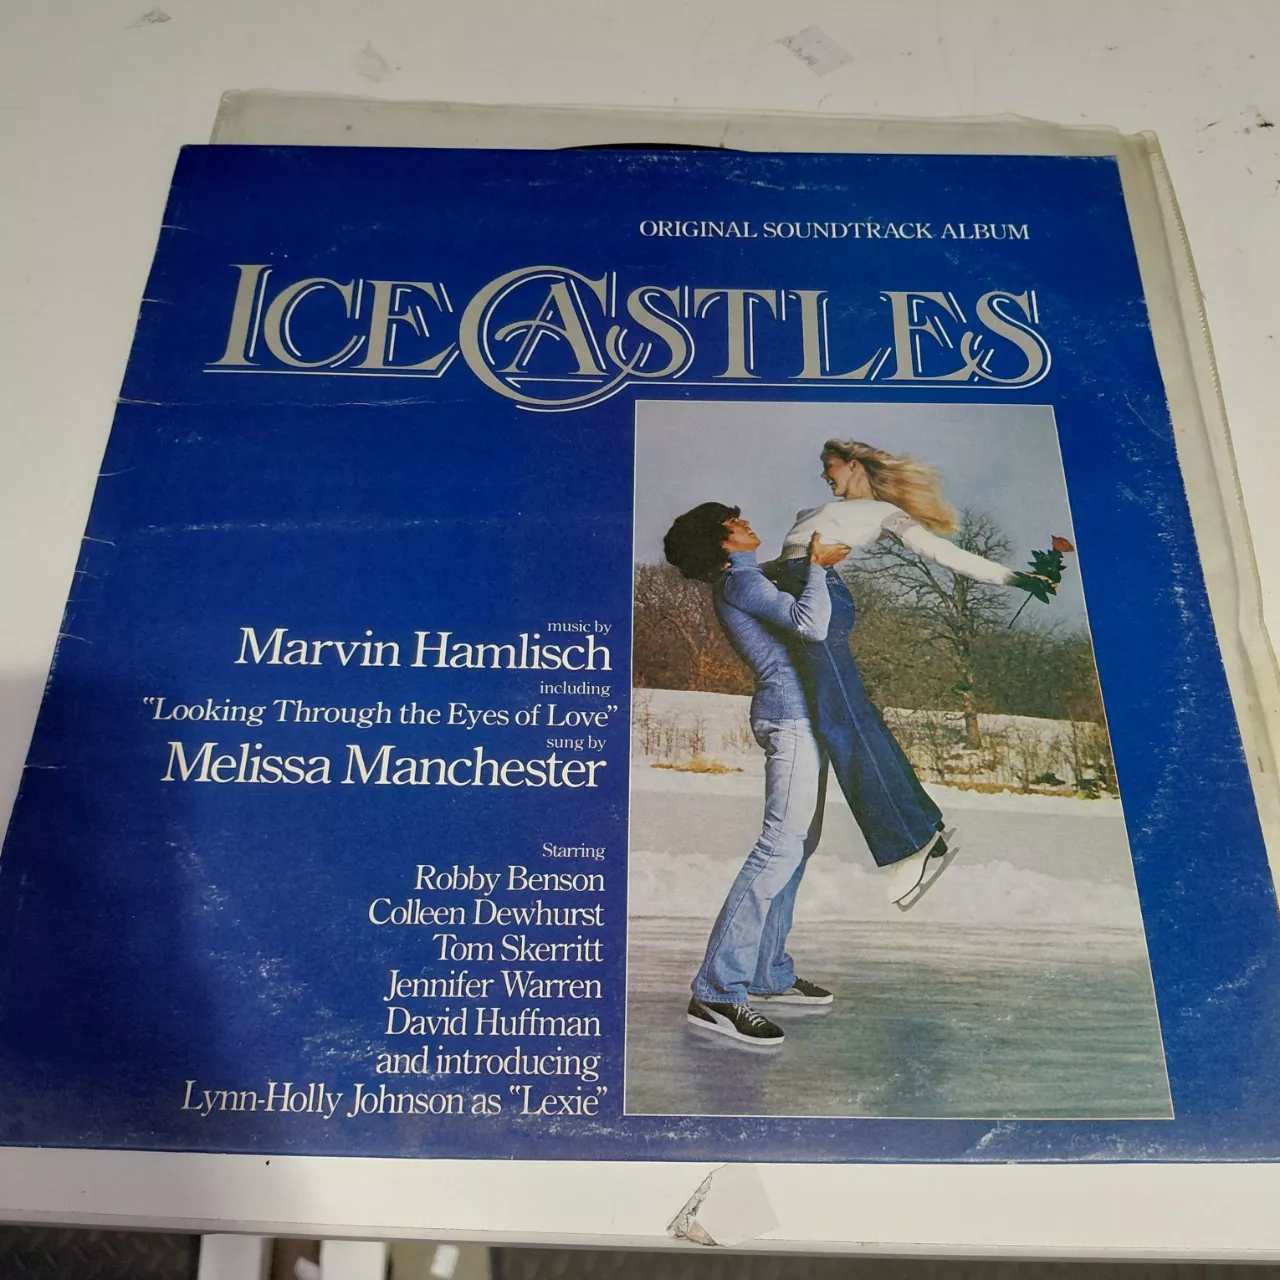 ORIGINAL SOUNDTRACK ALBUM
ICE CASTLES
music by
Marvin Hamlisch
including
"Looking Through the Eyes of Love"
sung by
Melissa Manchester
Starring
Robby Benson
Colleen Dewhurst
Tom Skerritt
Jennifer Warren
David Huffman
and introducing
Lynn-Holly Johnson as "Lexie"